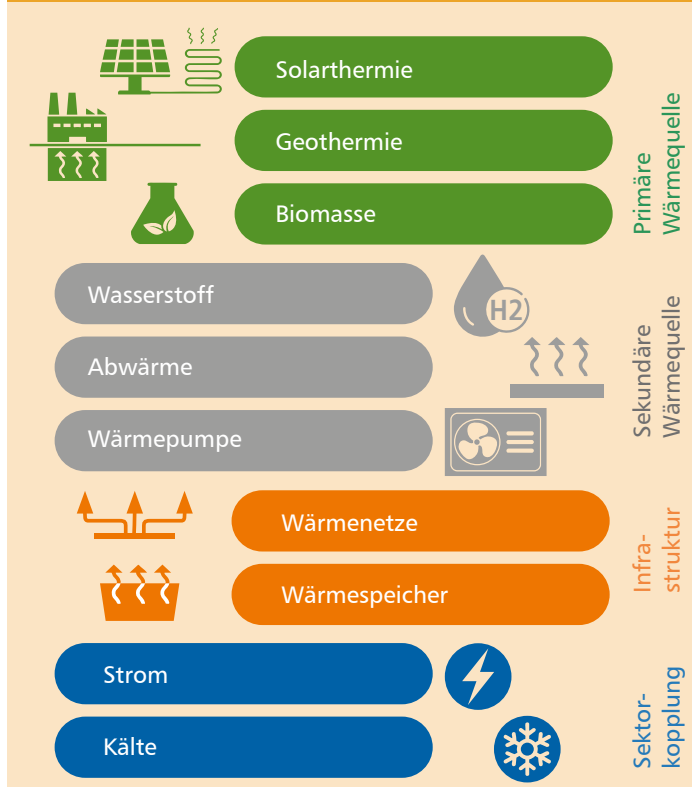 Solarthermie
Geothermie
Biomasse
Primäre
Wärmequelle
Wasserstoff
H2
Abwärme
Wärmepumpe
Sekundäre
Wärmequelle
Wärmenetze
Wärmespeicher
Infra-
struktur
Strom
Kälte
Sektor-
kopplung